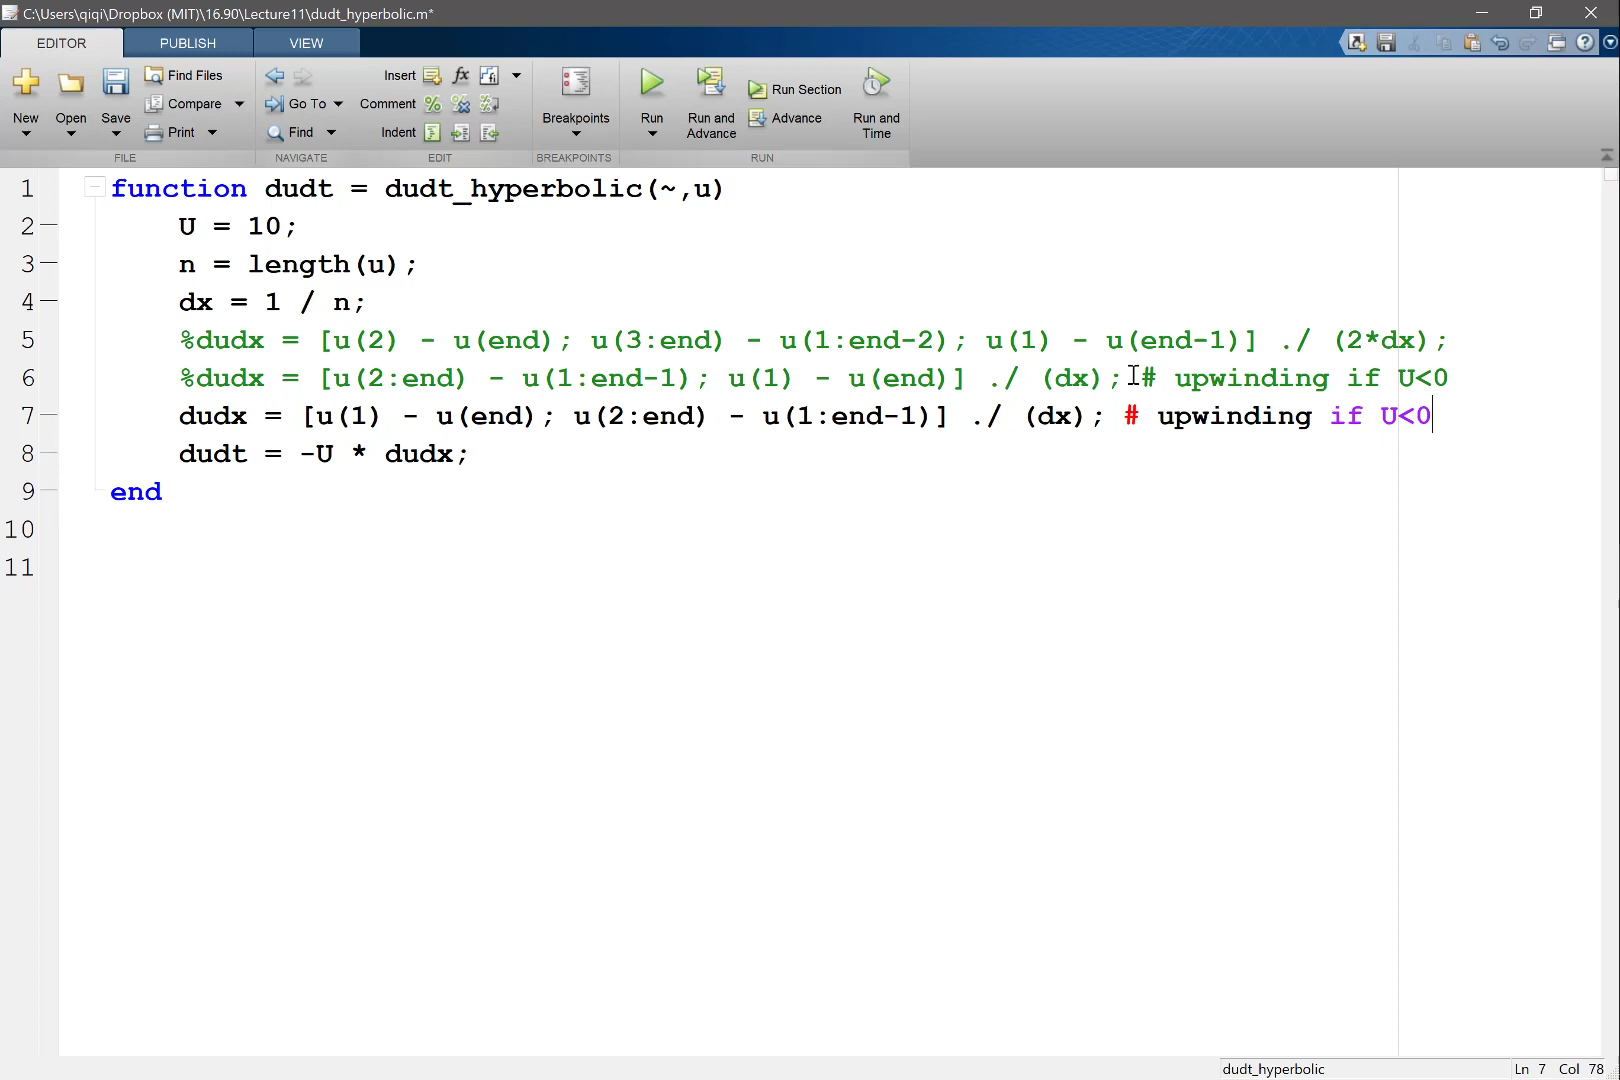 C:\Users\qiqi\Dropbox (MIT)\16.90\Lecture11\dudt_hyperbolic.m*
EDITOR PUBLISH VIEW
New Open Save Find Files Compare Print
FILE
Go To Find
NAVIGATE
Insert fx
Comment
Indent
EDIT
Breakpoints
BREAKPOINTS
Run Run and Advance Run Section Advance Run and Time
RUN
1 function dudt = dudt_hyperbolic(~,u)
2 U = 10;
3 n = length(u);
4 dx = 1 / n;
5 %dudx = [u(2) - u(end); u(3:end) - u(1:end-2); u(1) - u(end-1)] ./ (2*dx);
6 %dudx = [u(2:end) - u(1:end-1); u(1) - u(end)] ./ (dx); # upwinding if U<0
7 dudx = [u(1) - u(end); u(2:end) - u(1:end-1)] ./ (dx); # upwinding if U<0
8 dudt = -U * dudx;
9 end
10
11
dudt_hyperbolic Ln 7 Col 78